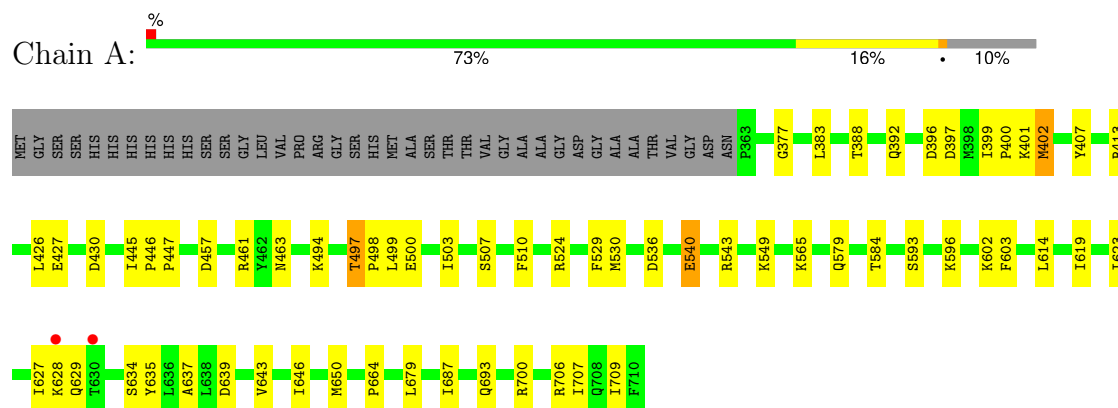 %
Chain A:
73% 16% • 10%
MET GLY SER SER HIS HIS HIS HIS HIS HIS SER SER GLY LEU VAL PRO ARG GLY SER HIS MET ALA SER THR THR VAL GLY ALA ALA GLY ASP GLY ALA ALA THR VAL GLY ASP ASN P363 G377 L383 T388 Q392 D396 D397 M398 I399 P400 K401 M402 Y407
L426 E427 D430 I445 P446 P447 D457 R461 Y462 N463 K494 T497 P498 L499 E500 I503 S507 F510 R524 F529 M530 D536 E540 R543 K549 K565 Q579 T584 S593 K596 K602 F603 L614 I619
I627 K628 Q629 T630 S634 Y635 L636 A637 L638 D639 V643 I646 M650 P664 L679 I687 Q693 R700 R706 I707 Q708 I709 F710